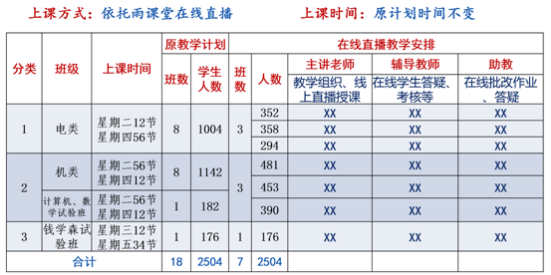 上课方式：依托雨课堂在线直播 上课时间：原计划时间不变
分类 班级 上课时间 原教学计划 在线直播教学安排
班数 学生人数 班数 人数 主讲老师 辅导教师 助教
教学组织、线上直播授课 在线学生答疑、考核等 在线批改作业、答疑
1 电类 星期二12节 星期四56节 8 1004 3 352 XX XX XX
358 XX XX XX
294 XX XX XX
2 机类 星期二56节 星期四12节 8 1142 3 481 XX XX XX
453 XX XX XX
计算机、数学试验班 星期二56节 星期四12节 1 182 390 XX XX XX
3 钱学森试验班 星期三12节 星期五34节 1 176 1 176 XX XX XX
合计 18 2504 7 2504